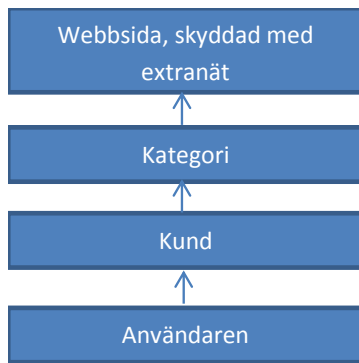 Webbsida, skyddad med
extranät
Kategori
Kund
Användaren